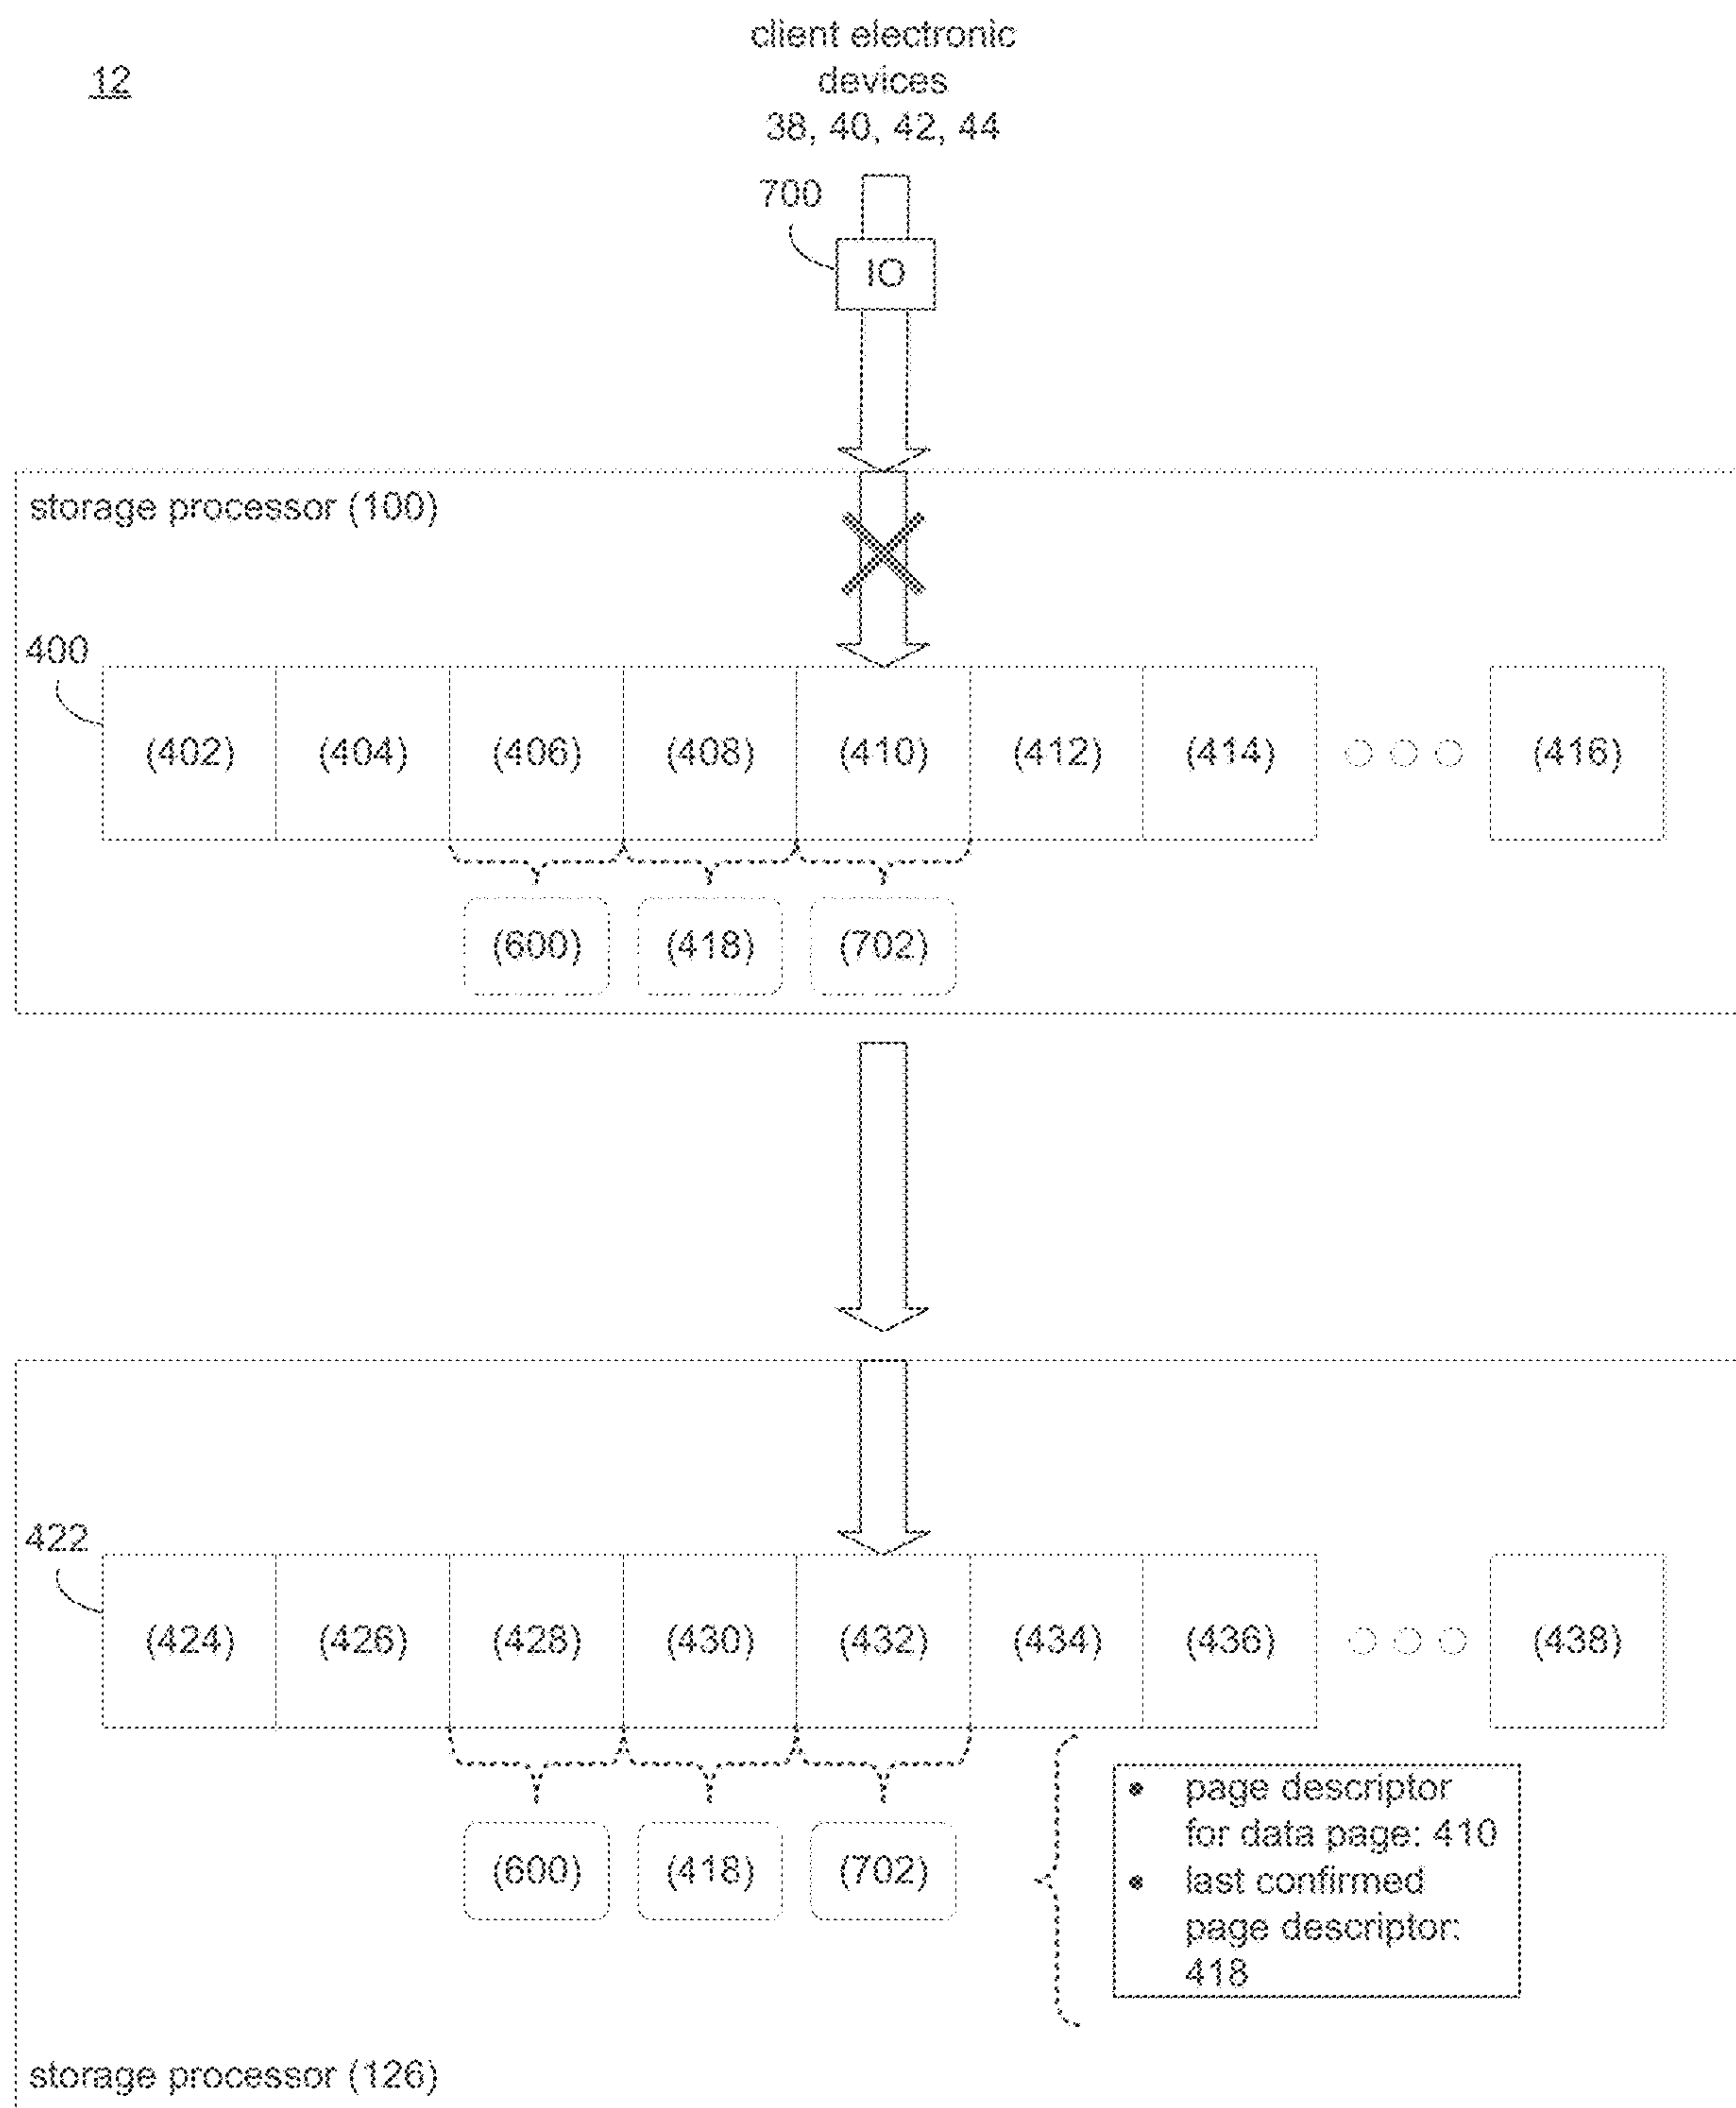 client electronic
12
devices
38, 40, 42, 44
700
IO
storage processor (100)
400
(402) (404) (406) (408) (410) (412) (414) (416)
(600) (418) (702)
422
(424) (426) (428) (430) (432) (434) (436) (438)
• page descriptor
for data page: 410
(600) (418) (702)
• last confirmed
page descriptor:
418
storage processor (126)